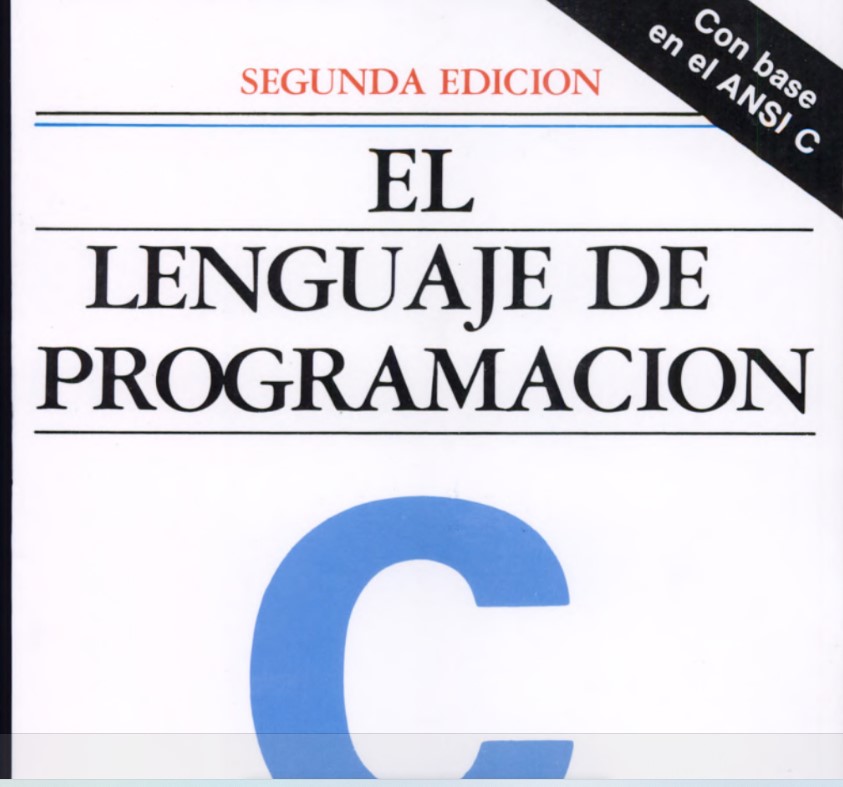 Con base
en el ANSI C
SEGUNDA EDICION
EL
LENGUAJE DE
PROGRAMACION
C